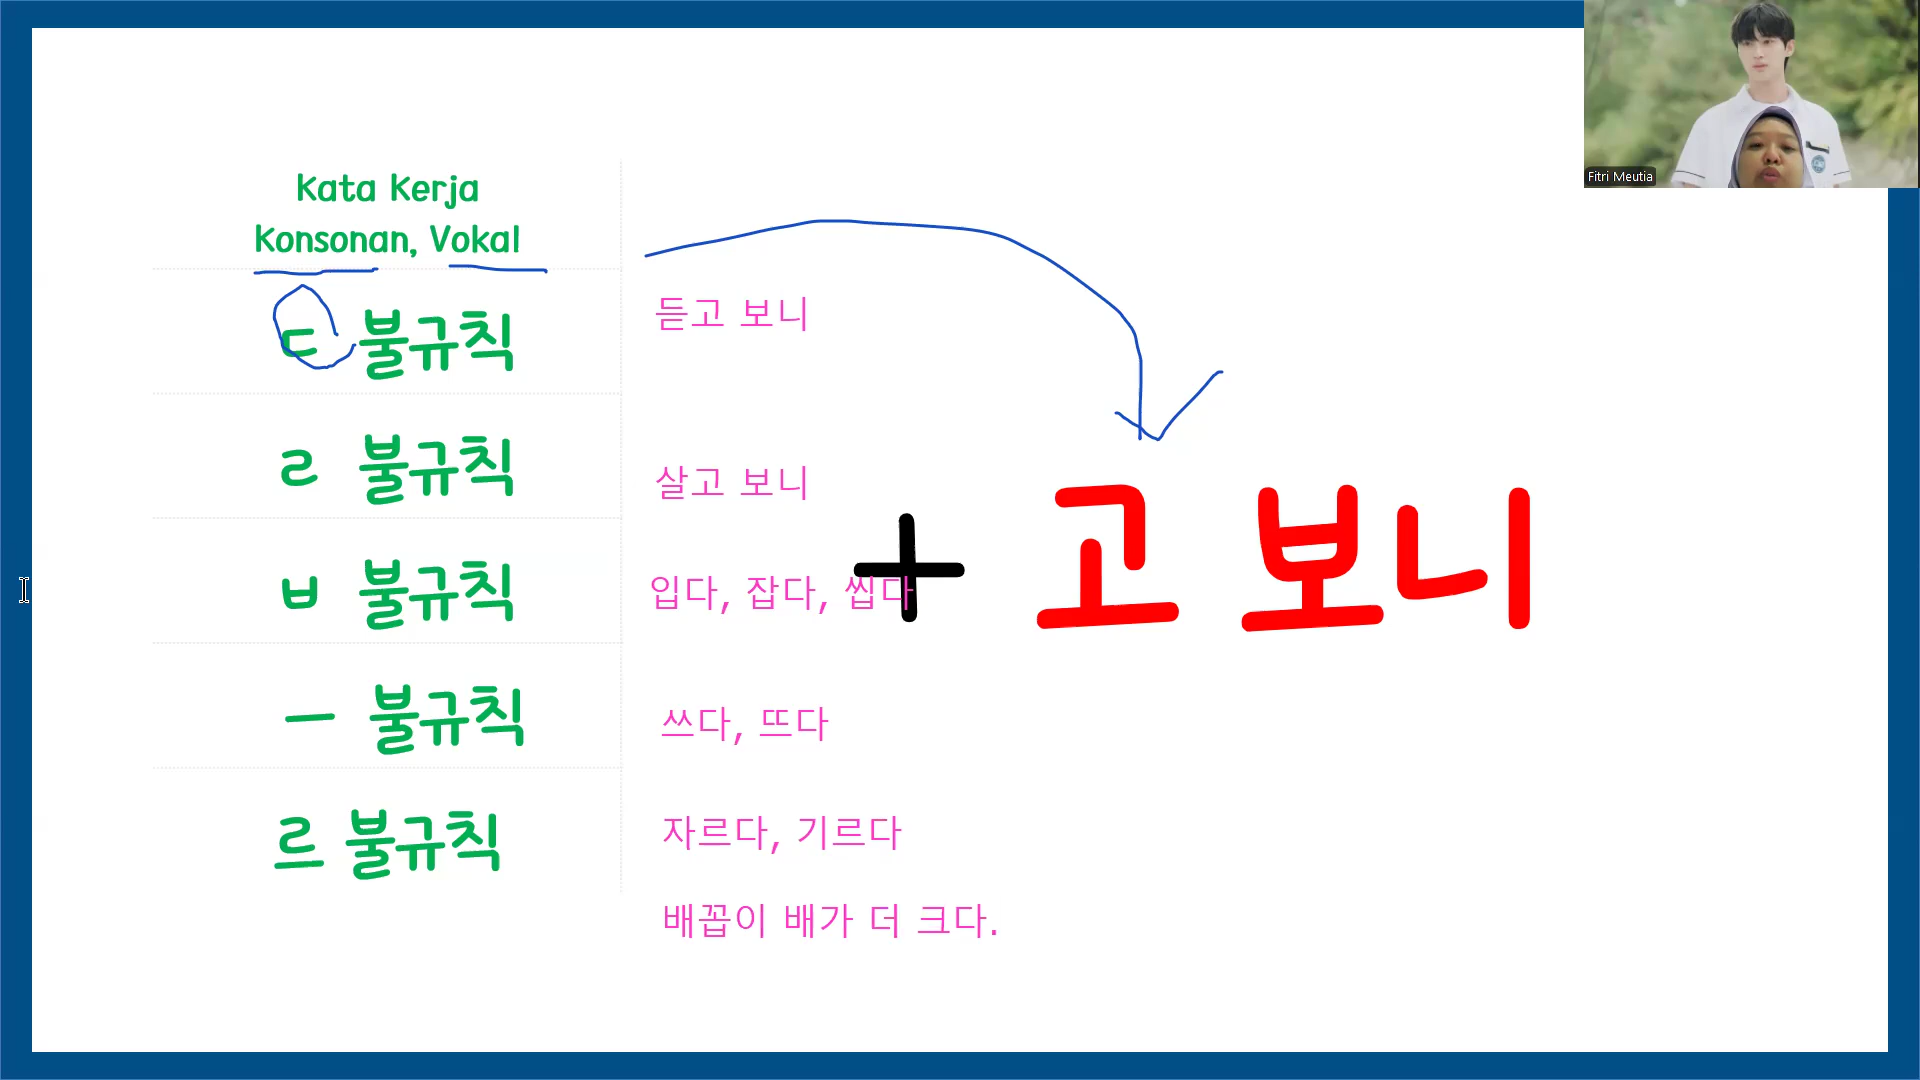 Kata Kerja
Konsonan, Vokal
ㄷ 불규칙
듣고 보니
ㄹ 불규칙
살고 보니
ㅂ 불규칙
입다, 잡다, 씹다
+ 고 보니
ㅡ 불규칙
쓰다, 뜨다
르 불규칙
자르다, 기르다
배꼽이 배가 더 크다.
Fitri Meutia